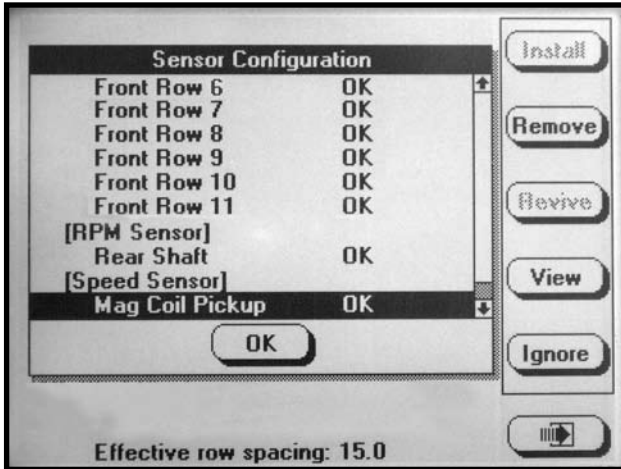 Sensor Configuration
Front Row 6 OK
Front Row 7 OK
Front Row 8 OK
Front Row 9 OK
Front Row 10 OK
Front Row 11 OK
[RPM Sensor]
Rear Shaft OK
[Speed Sensor]
Mag Coil Pickup OK
OK
Effective row spacing: 15.0
Install
Remove
Revive
View
Ignore